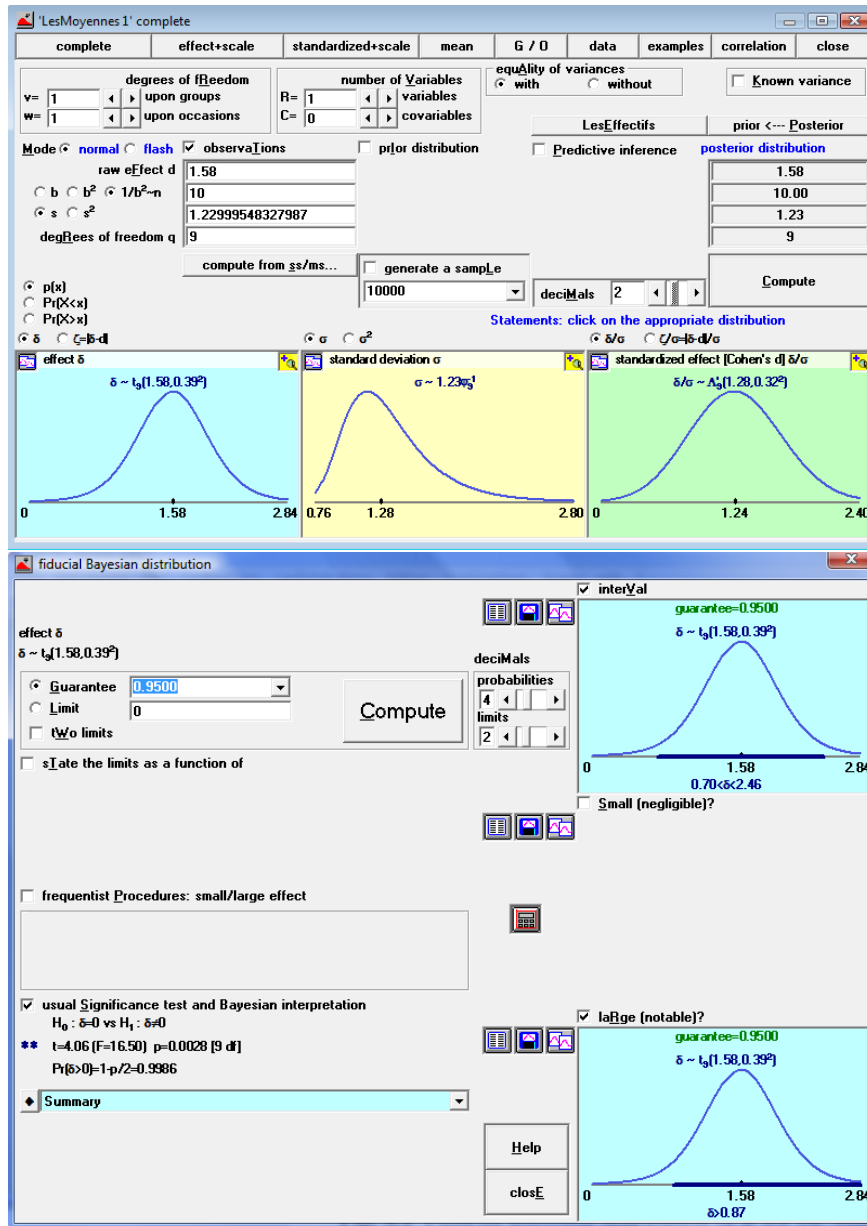 'LesMoyennes 1' complete
complete effect+scale standardized+scale mean G / O data examples correlation close
degrees of fReedom
v= 1 upon groups
w= 1 upon occasions
number of Variables
R= 1 variables
C= 0 covariables
equAlity of variances
with without
Known variance
LesEffectifs prior <--- Posterior
Mode normal flash observaTions prIor distribution Predictive inference posterior distribution
raw eFfect d 1.58 1.58
b b² 1/b²~n 10 10.00
s s² 1.22999548327987 1.23
degRees of freedom q 9 9
compute from ss/ms... generate a sampLe
10000
deciMals 2
Compute
p(x)
Pr(X<x)
Pr(X>x)
Statements: click on the appropriate distribution
δ ζ=|δ-d| σ σ² δ/σ ζ/σ=|δ-d|/σ
effect δ standard deviation σ standardized effect [Cohen's d] δ/σ
δ ~ t₉(1.58,0.39²) σ ~ 1.23ψ₉⁻¹ δ/σ ~ Λ'₉(1.28,0.32²)
0 1.58 2.84 0.76 1.28 2.80 0 1.24 2.40
fiducial Bayesian distribution
interVal
guarantee=0.9500
δ ~ t₉(1.58,0.39²)
0 1.58 2.84
0.70<δ<2.46
effect δ
δ ~ t₉(1.58,0.39²)
Guarantee 0.9500
Limit 0
tWo limits
Compute
deciMals
probabilities
4
limits
2
sTate the limits as a function of
Small (negligible)?
frequentist Procedures: small/large effect
usual Significance test and Bayesian interpretation
H₀ : δ=0 vs H₁ : δ≠0
** t=4.06 (F=16.50) p=0.0028 [9 df]
Pr(δ>0)=1-p/2=0.9986
Summary
Help
closE
laRge (notable)?
guarantee=0.9500
δ ~ t₉(1.58,0.39²)
0 1.58 2.84
δ>0.87